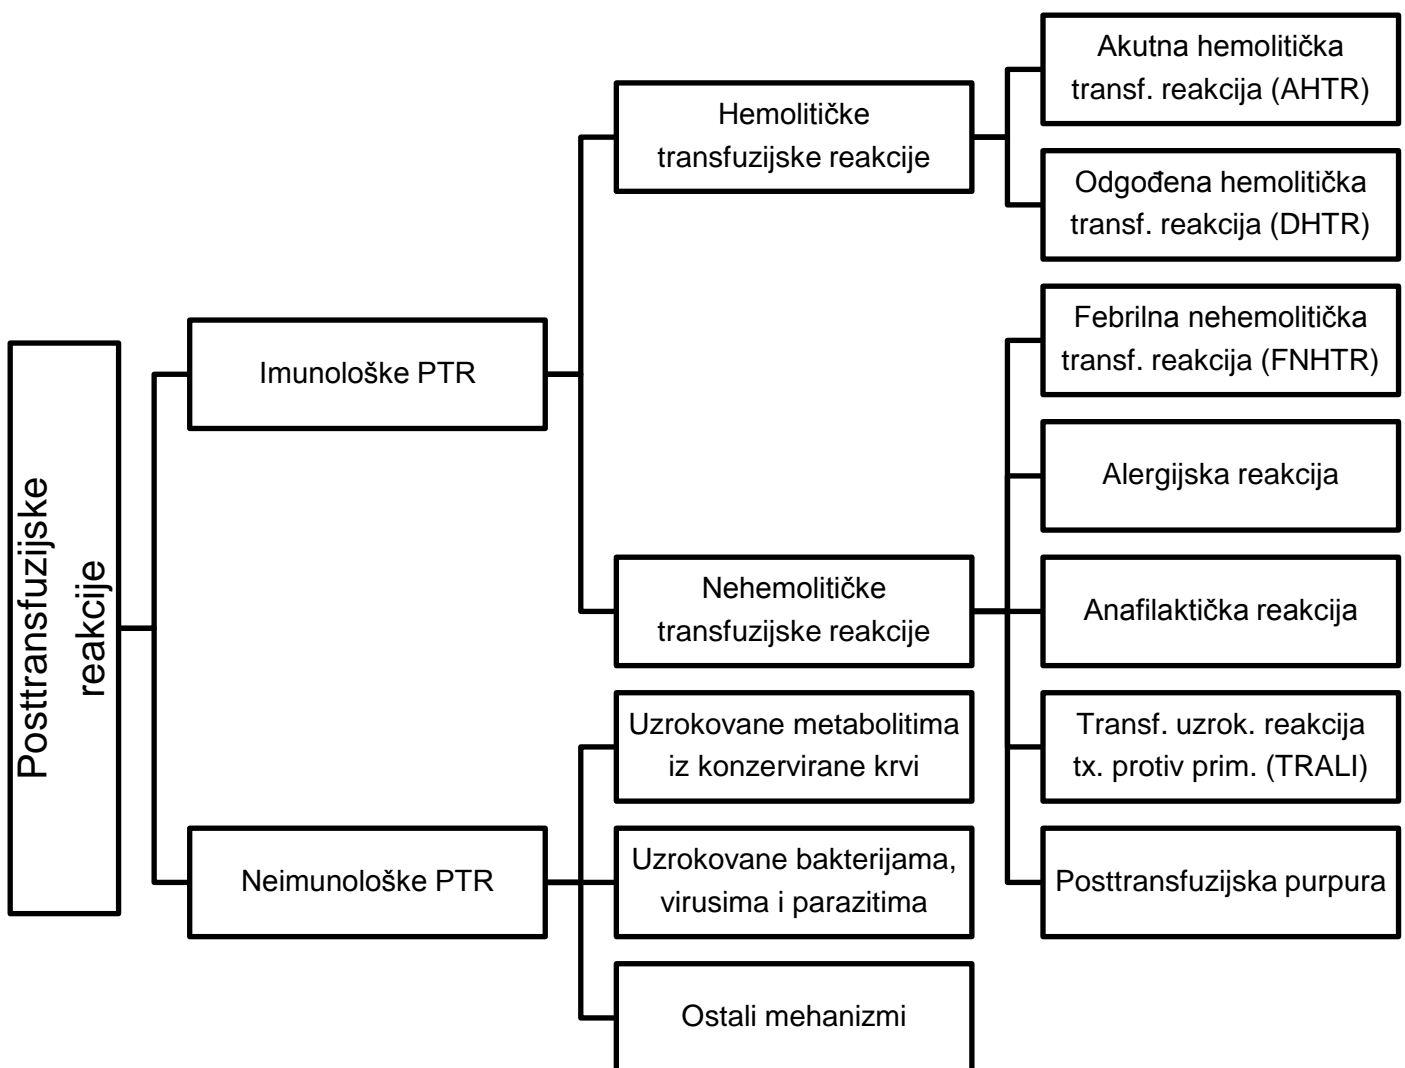 Posttransfuzijske
reakcije
Imunološke PTR
Neimunološke PTR
Hemolitičke
transfuzijske reakcije
Nehemolitičke
transfuzijske reakcije
Uzrokovane metabolitima
iz konzervirane krvi
Uzrokovane bakterijama,
virusima i parazitima
Ostali mehanizmi
Akutna hemolitička
transf. reakcija (AHTR)
Odgođena hemolitička
transf. reakcija (DHTR)
Febrilna nehemolitička
transf. reakcija (FNHTR)
Alergijska reakcija
Anafilaktička reakcija
Transf. uzrok. reakcija
tx. protiv prim. (TRALI)
Posttransfuzijska purpura